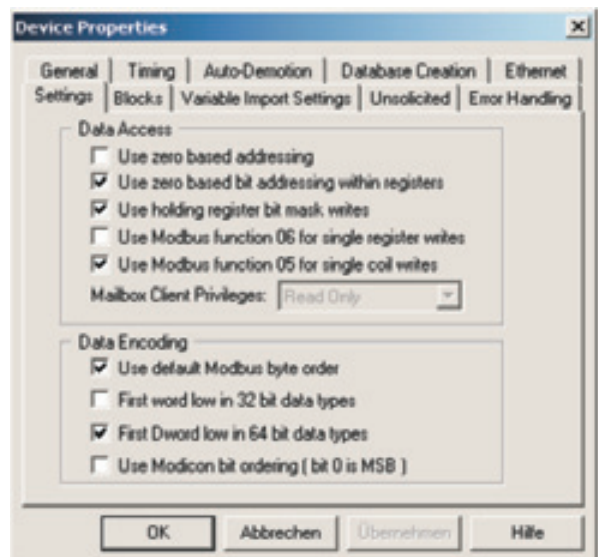 Device Properties
General Timing Auto-Demotion Database Creation Ethernet
Settings Blocks Variable Import Settings Unsolicited Error Handling
Data Access
Use zero based addressing
Use zero based bit addressing within registers
Use holding register bit mask writes
Use Modbus function 06 for single register writes
Use Modbus function 05 for single coil writes
Mailbox Client Privileges: Read Only
Data Encoding
Use default Modbus byte order
First word low in 32 bit data types
First Dword low in 64 bit data types
Use Modicon bit ordering ( bit 0 is MSB )
OK Abbrechen Übernehmen Hilfe